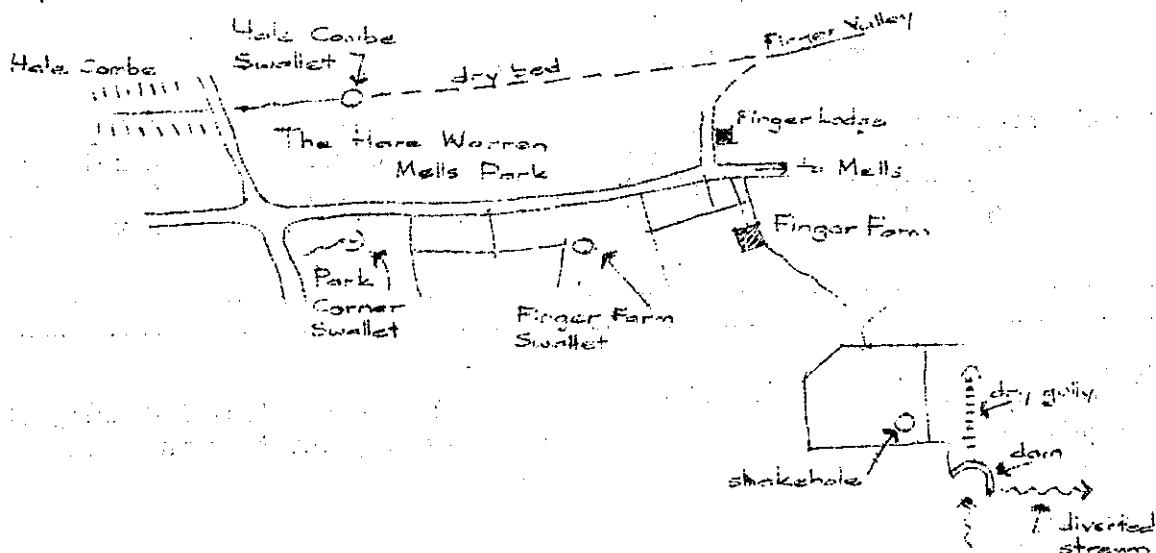 Hale Combe
Hale Combe
Swallet
dry bed
Finger Valley
Finger Lodge
The Hare Warren
Mells Park
to Mells
Finger Farm
Park
Corner
Swallet
Finger Farm
Swallet
dry gully
dam
shakehole
diverted
stream